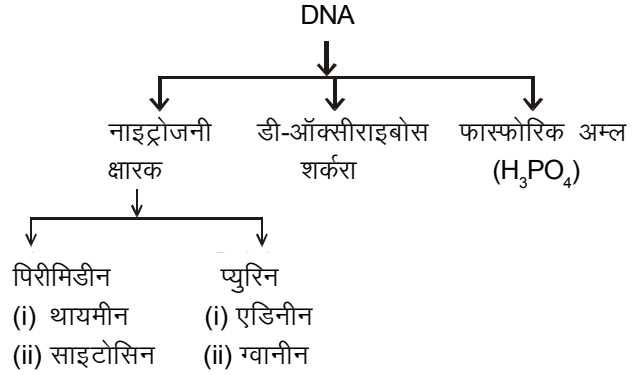 DNA
नाइट्रोजनी डी-ऑक्सीराइबोस फास्फोरिक अम्ल
क्षारक शर्करा (H₃PO₄)
पिरीमिडीन प्युरिन
(i) थायमीन (i) एडिनीन
(ii) साइटोसिन (ii) ग्वानीन